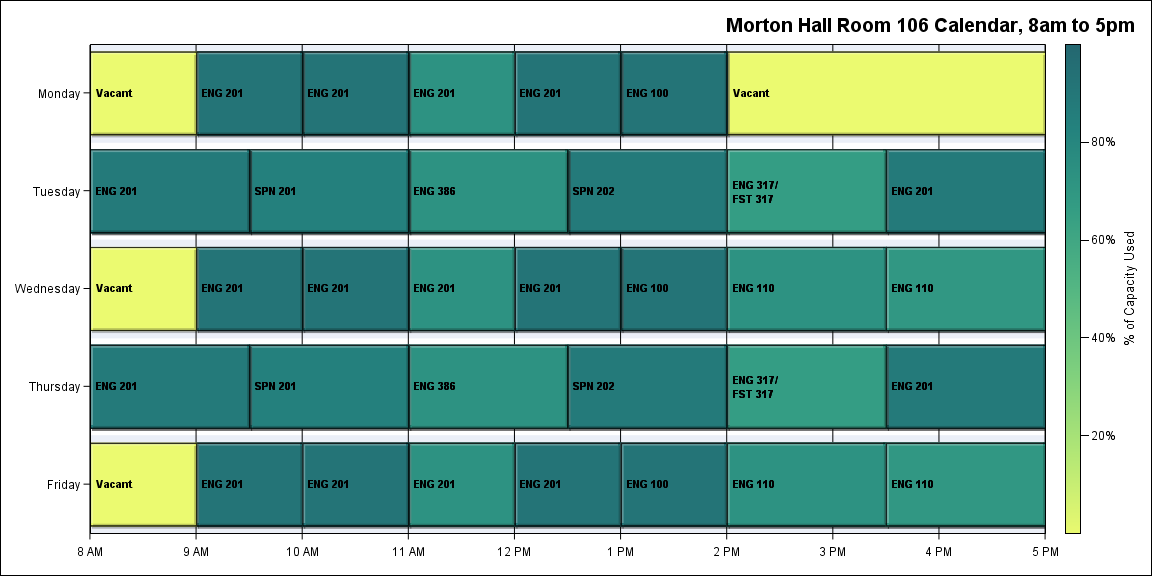 Morton Hall Room 106 Calendar, 8am to 5pm
Monday
Vacant
ENG 201
ENG 201
ENG 201
ENG 201
ENG 100
Vacant
Tuesday
ENG 201
SPN 201
ENG 386
SPN 202
ENG 317/
FST 317
ENG 201
Wednesday
Vacant
ENG 201
ENG 201
ENG 201
ENG 201
ENG 100
ENG 110
ENG 110
Thursday
ENG 201
SPN 201
ENG 386
SPN 202
ENG 317/
FST 317
ENG 201
Friday
Vacant
ENG 201
ENG 201
ENG 201
ENG 201
ENG 100
ENG 110
ENG 110
8 AM
9 AM
10 AM
11 AM
12 PM
1 PM
2 PM
3 PM
4 PM
5 PM
80%
60%
40%
20%
% of Capacity Used